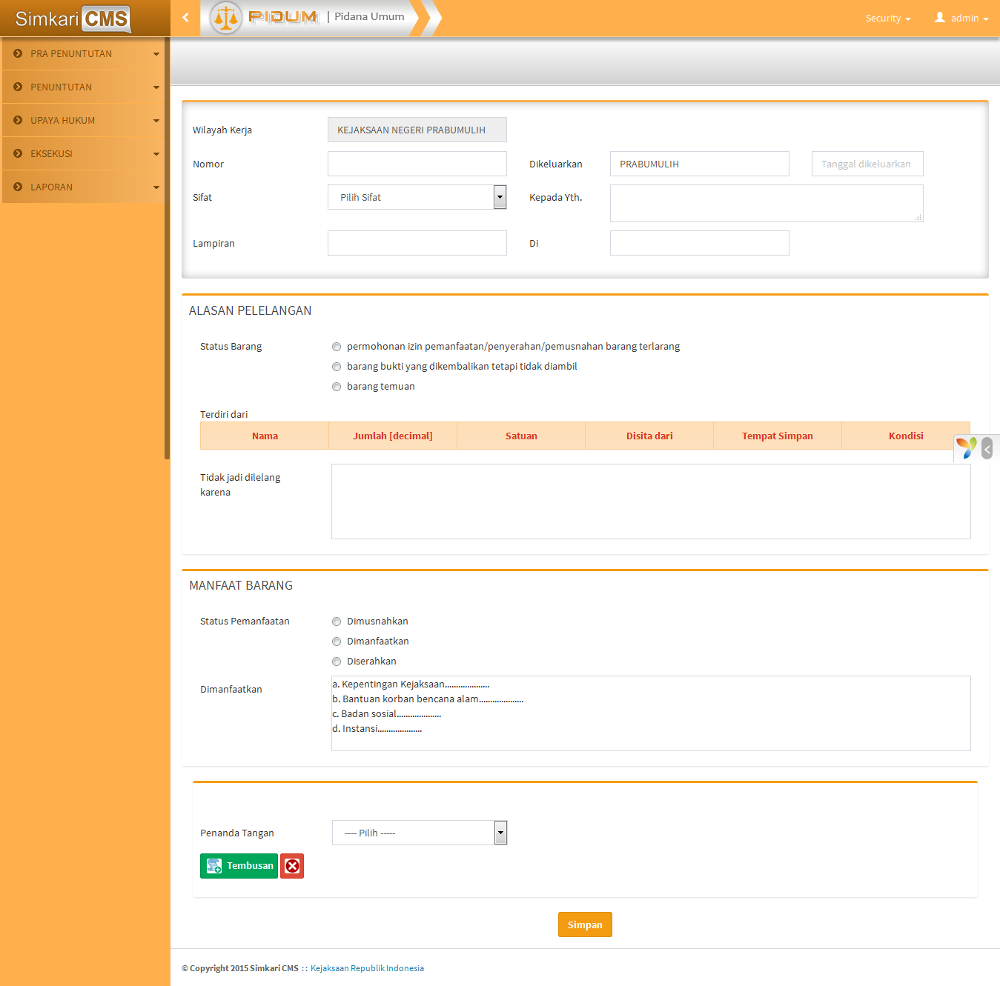 Simkari CMS
PIDUM | Pidana Umum
Security
admin
PRA PENUNTUTAN
PENUNTUTAN
UPAYA HUKUM
EKSEKUSI
LAPORAN
Wilayah Kerja KEJAKSAAN NEGERI PRABUMULIH
Nomor Dikeluarkan PRABUMULIH Tanggal dikeluarkan
Sifat Pilih Sifat Kepada Yth.
Lampiran Di
ALASAN PELELANGAN
Status Barang permohonan izin pemanfaatan/penyerahan/pemusnahan barang terlarang
barang bukti yang dikembalikan tetapi tidak diambil
barang temuan
Terdiri dari
Nama Jumlah [decimal] Satuan Disita dari Tempat Simpan Kondisi
Tidak jadi dilelang
karena
MANFAAT BARANG
Status Pemanfaatan Dimusnahkan
Dimanfaatkan
Diserahkan
Dimanfaatkan
a. Kepentingan Kejaksaan....................
b. Bantuan korban bencana alam....................
c. Badan sosial....................
d. Instansi....................
Penanda Tangan ---- Pilih -----
Tembusan
Simpan
© Copyright 2015 Simkari CMS :: Kejaksaan Republik Indonesia